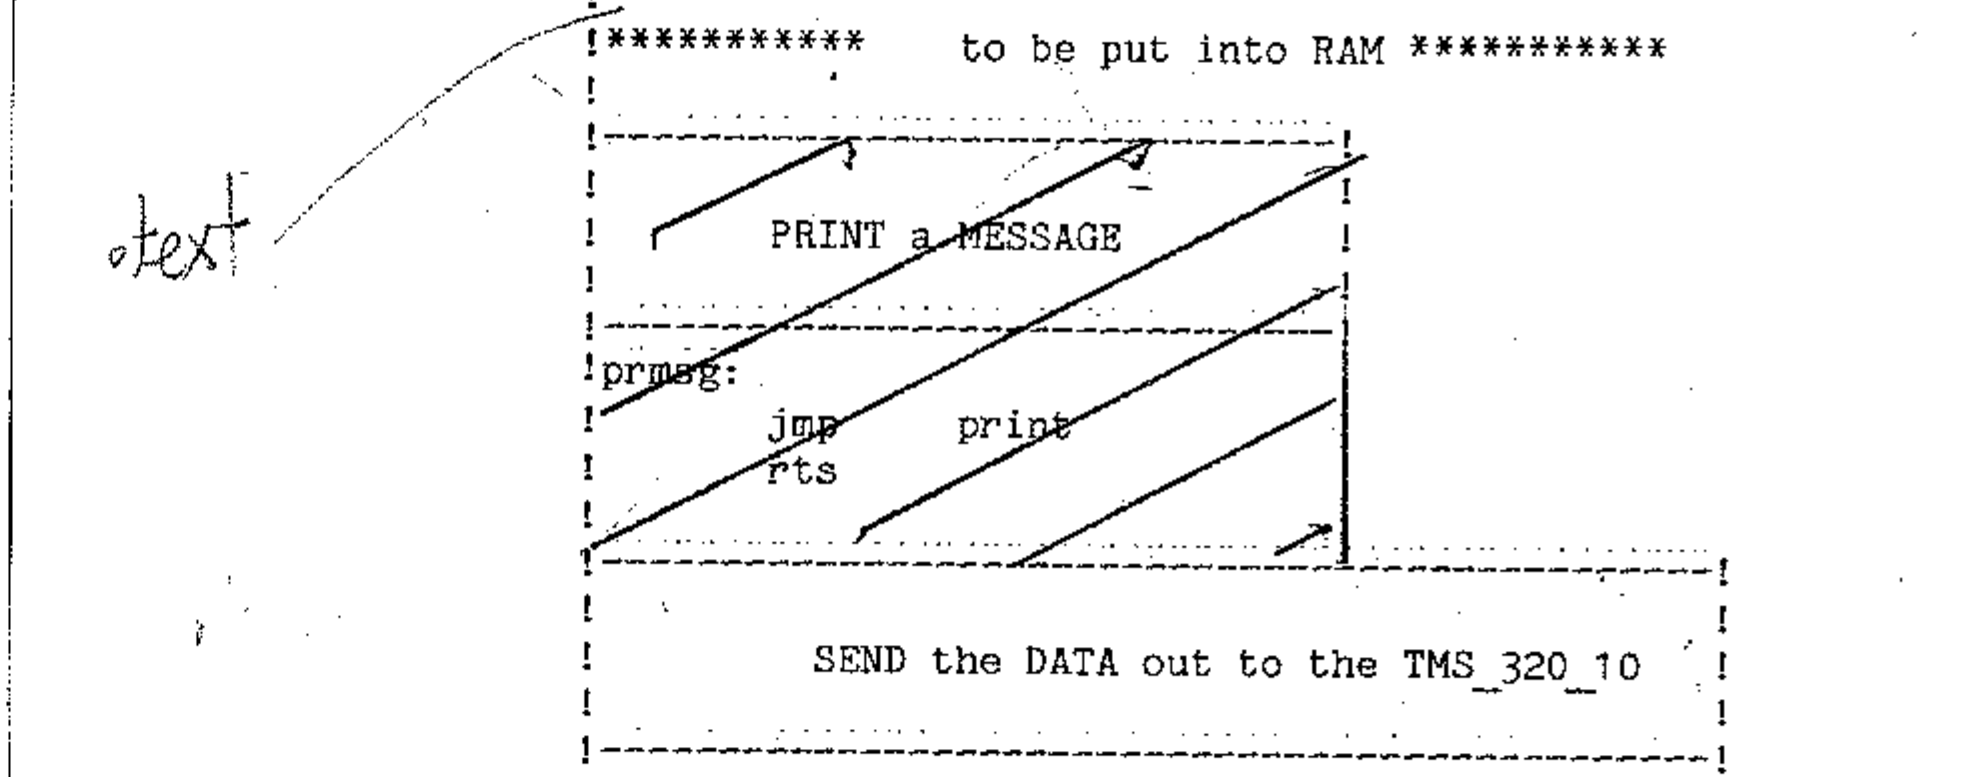 !*********** to be put into RAM ***********
.text
PRINT a MESSAGE
prmsg:
jmp print
rts
SEND the DATA out to the TMS_320_10